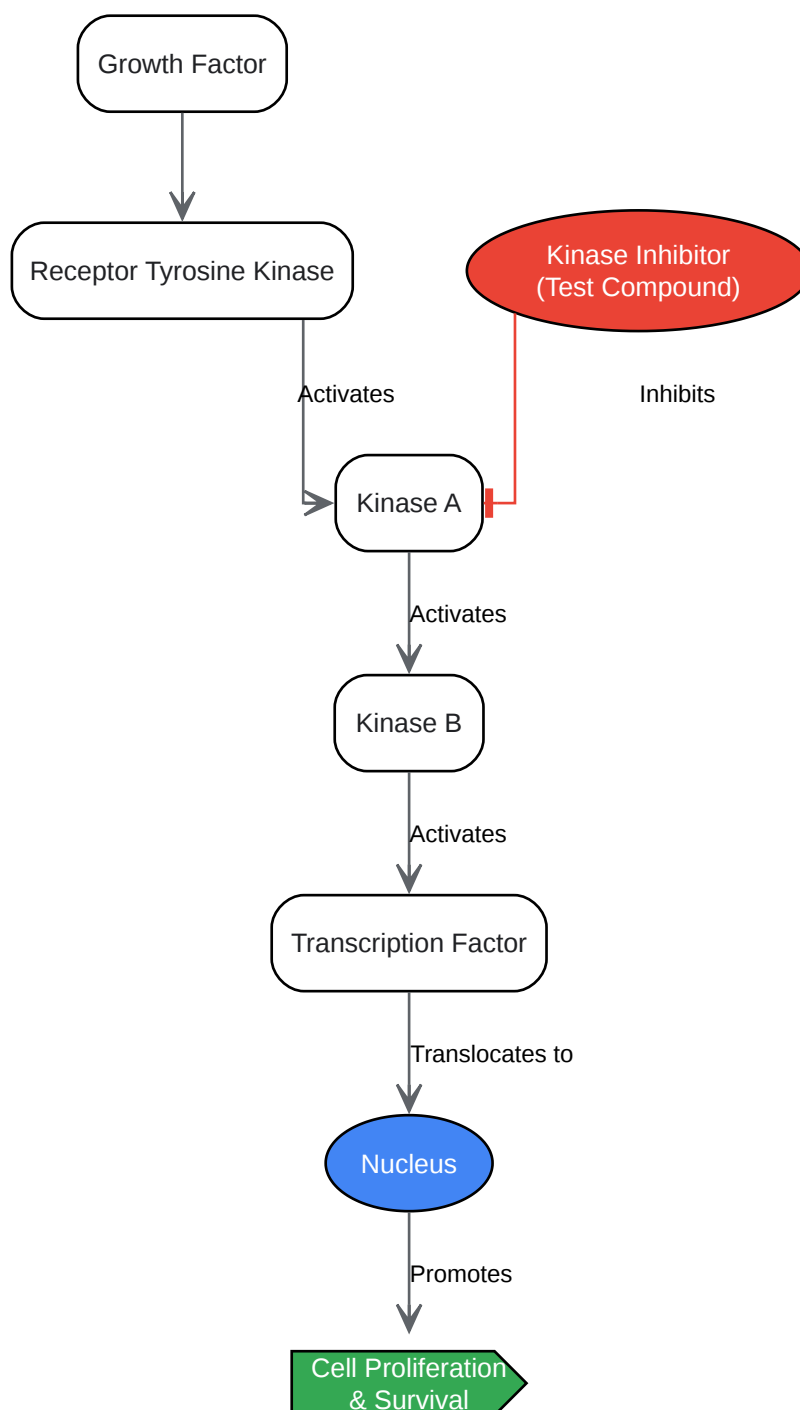 Growth Factor
Receptor Tyrosine Kinase
Kinase Inhibitor
(Test Compound)
Activates
Inhibits
Kinase A
Activates
Kinase B
Activates
Transcription Factor
Translocates to
Nucleus
Promotes
Cell Proliferation
& Survival